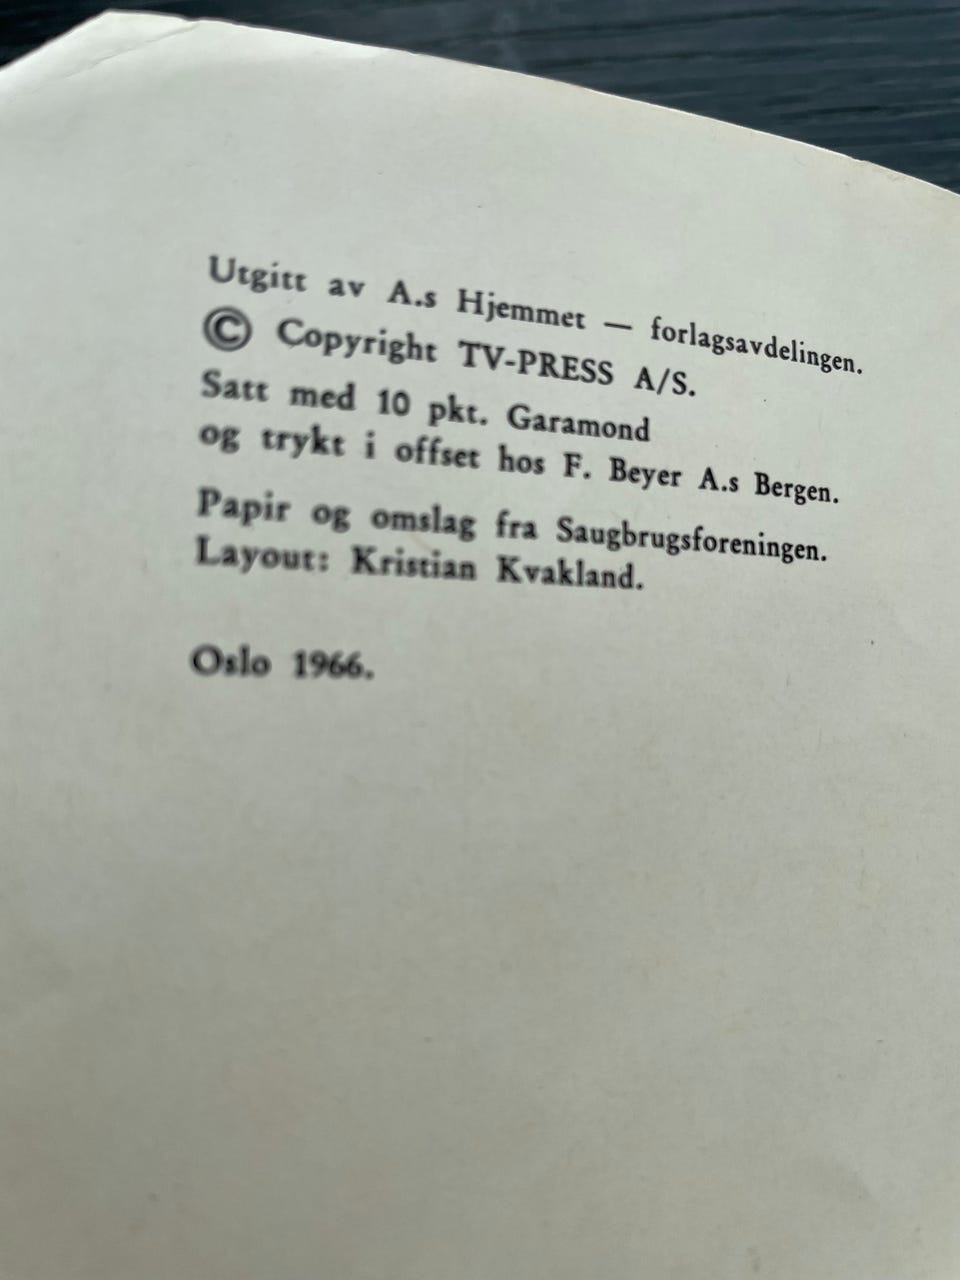 Utgitt av A.s Hjemmet — forlagsavdelingen.
© Copyright TV-PRESS A/S.
Satt med 10 pkt. Garamond
og trykt i offset hos F. Beyer A.s Bergen.
Papir og omslag fra Saugbrugsforeningen.
Layout: Kristian Kvakland.
Oslo 1966.